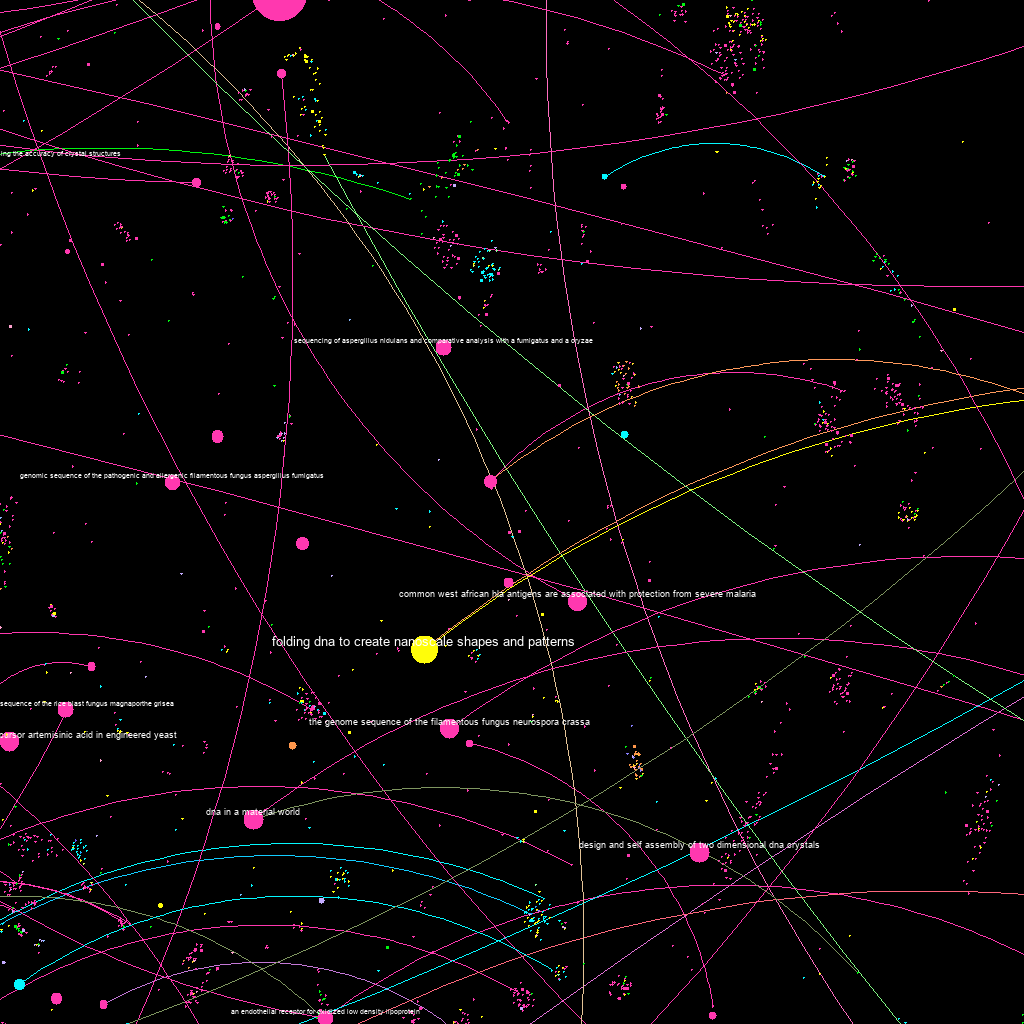 ing the accuracy of crystal structures
sequencing of aspergillus nidulans and comparative analysis with a fumigatus and a oryzae
genomic sequence of the pathogenic and allergenic filamentous fungus aspergillus fumigatus
common west african hla antigens are associated with protection from severe malaria
folding dna to create nanoscale shapes and patterns
sequence of the rice blast fungus magnaporthe grisea
the genome sequence of the filamentous fungus neurospora crassa
artemisinic acid in engineered yeast
dna in a material world
design and self assembly of two dimensional dna crystals
an endothelial receptor for oxidized low density lipoprotein